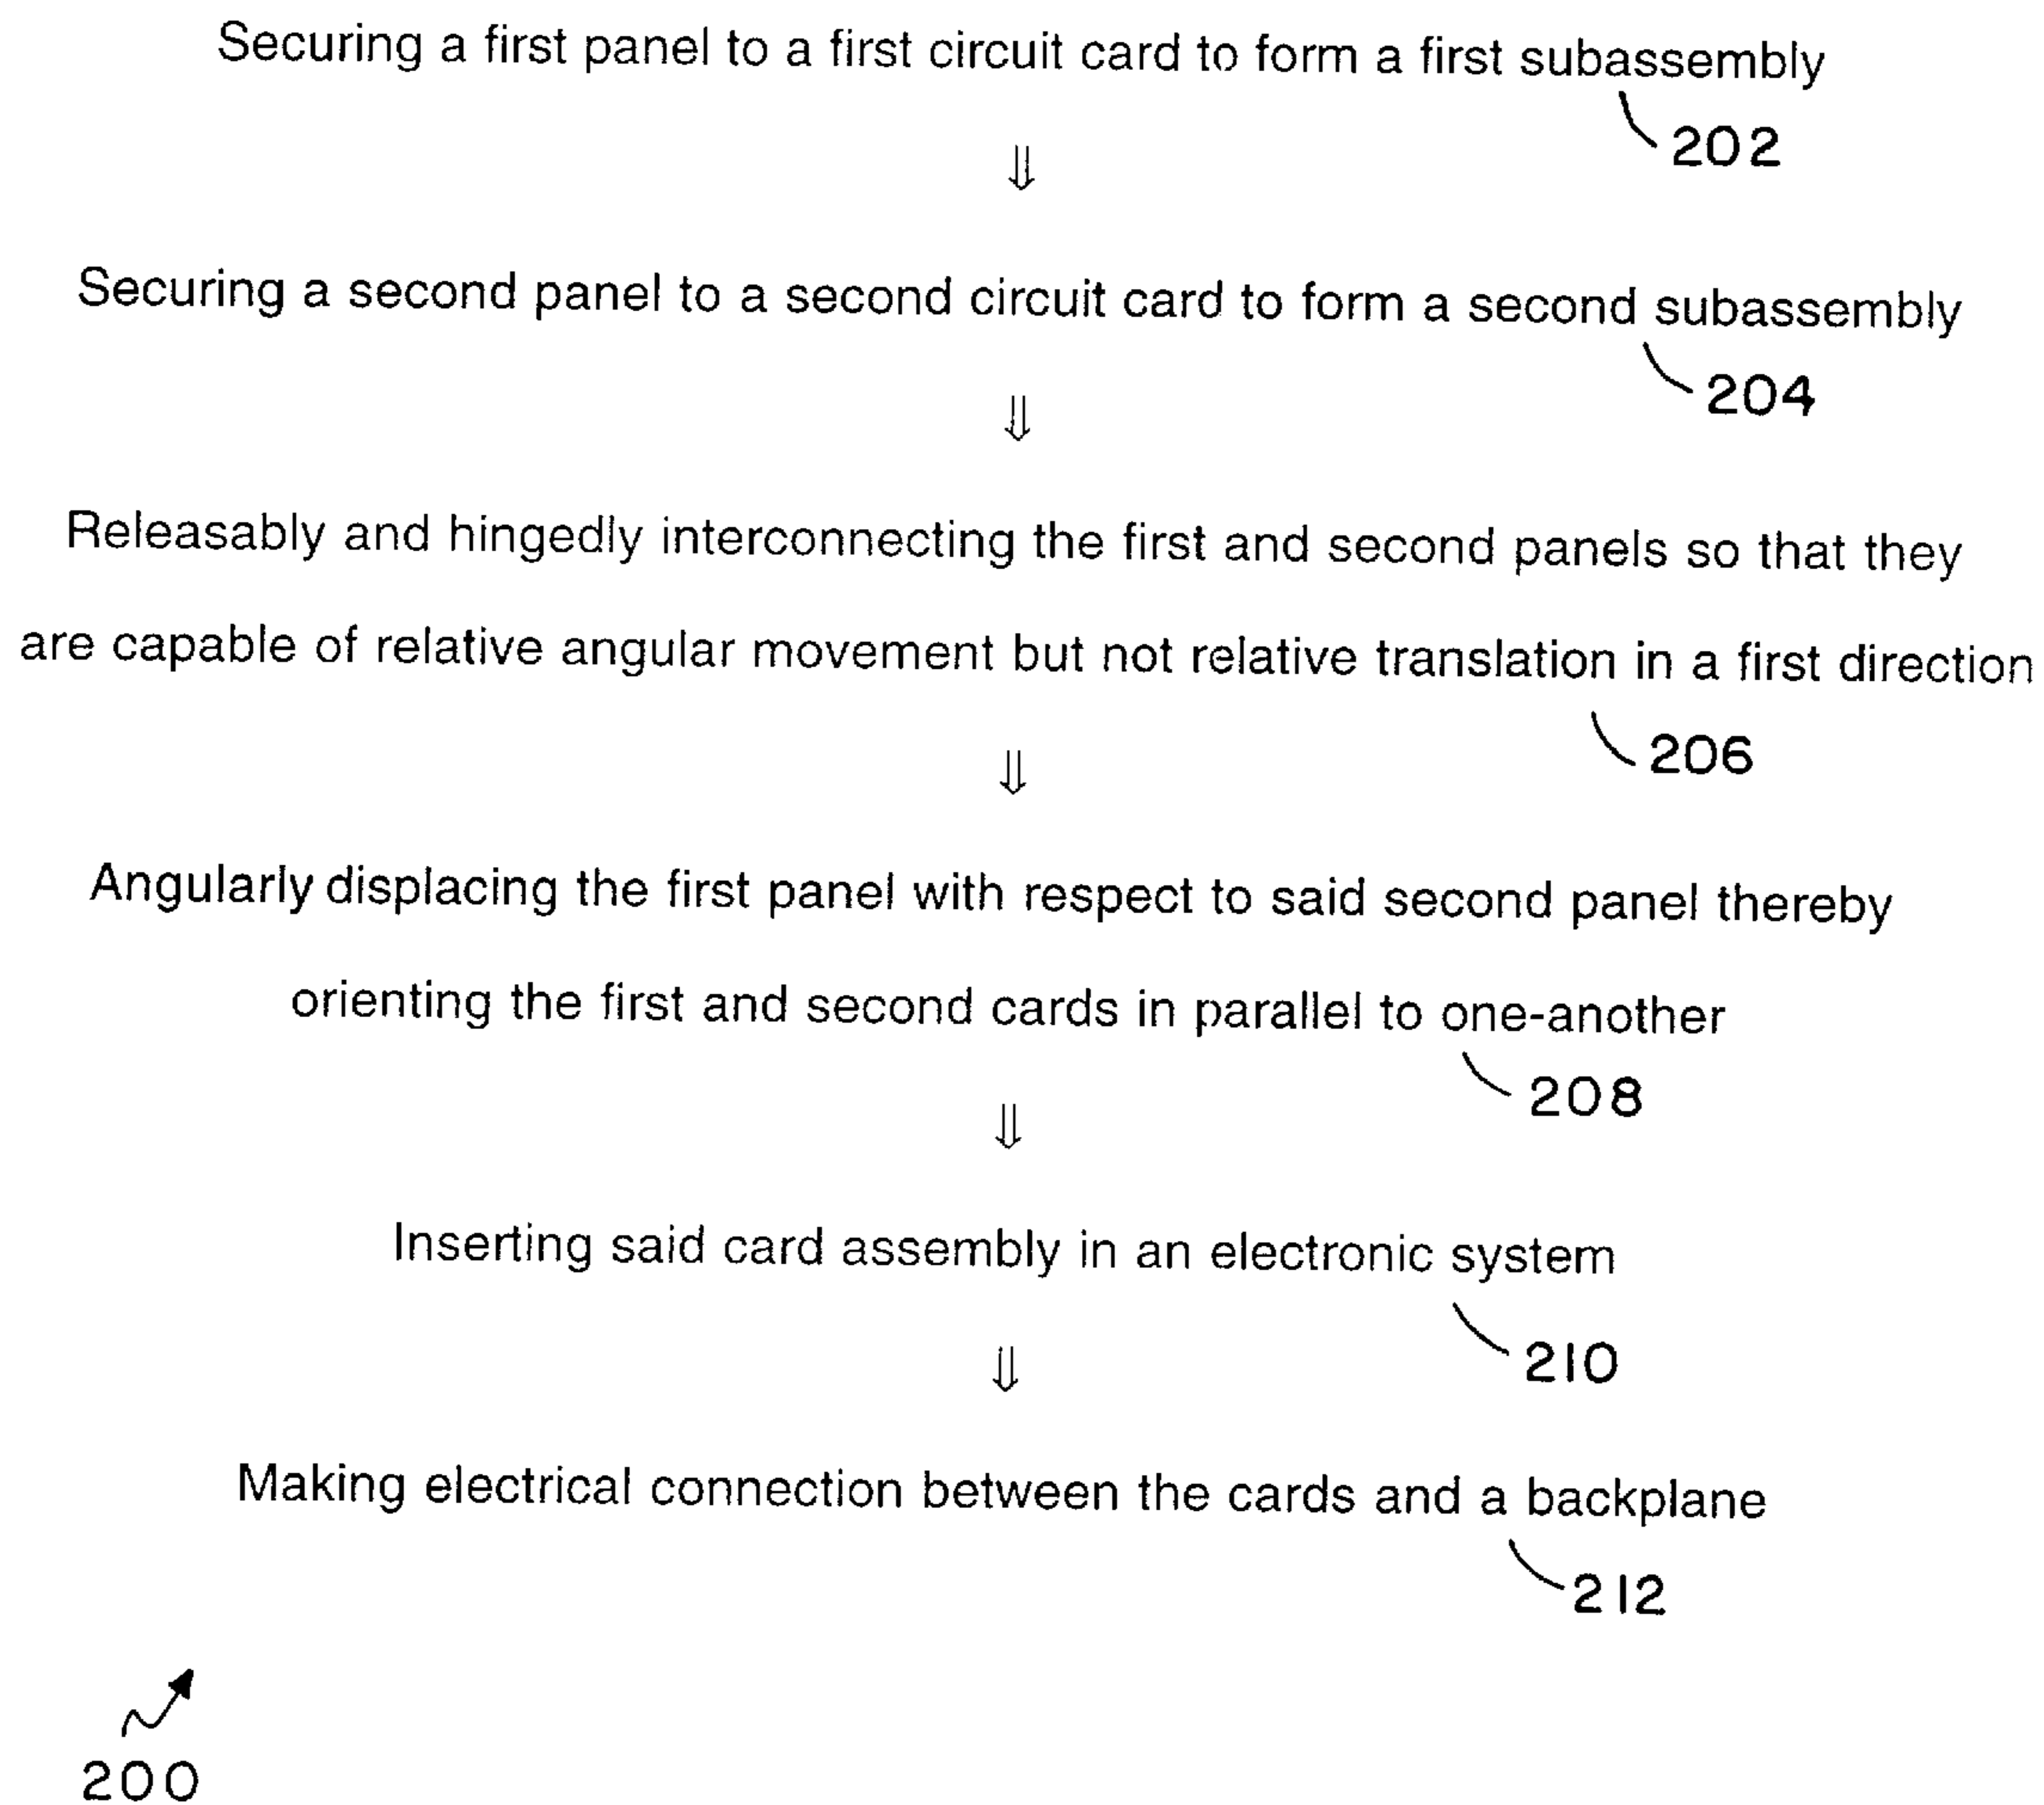 Securing a first panel to a first circuit card to form a first subassembly
202
⇓
Securing a second panel to a second circuit card to form a second subassembly
204
⇓
Releasably and hingedly interconnecting the first and second panels so that they
are capable of relative angular movement but not relative translation in a first direction
206
⇓
Angularly displacing the first panel with respect to said second panel thereby
orienting the first and second cards in parallel to one-another
208
⇓
Inserting said card assembly in an electronic system
210
⇓
Making electrical connection between the cards and a backplane
212
200